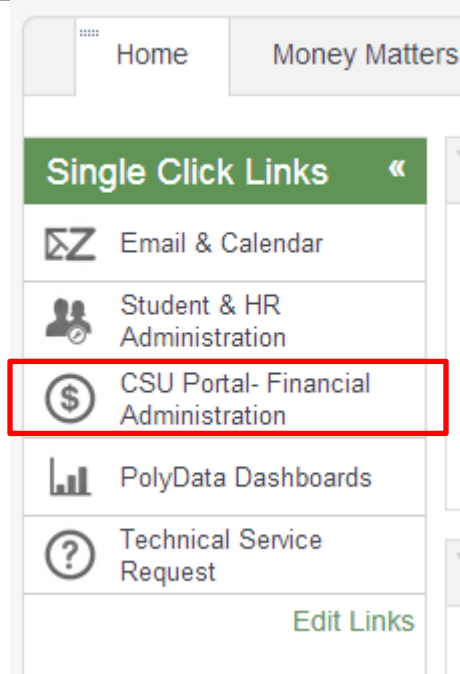 Home Money Matters
Single Click Links «
Email & Calendar
Student & HR
Administration
CSU Portal- Financial
Administration
PolyData Dashboards
Technical Service
Request
Edit Links